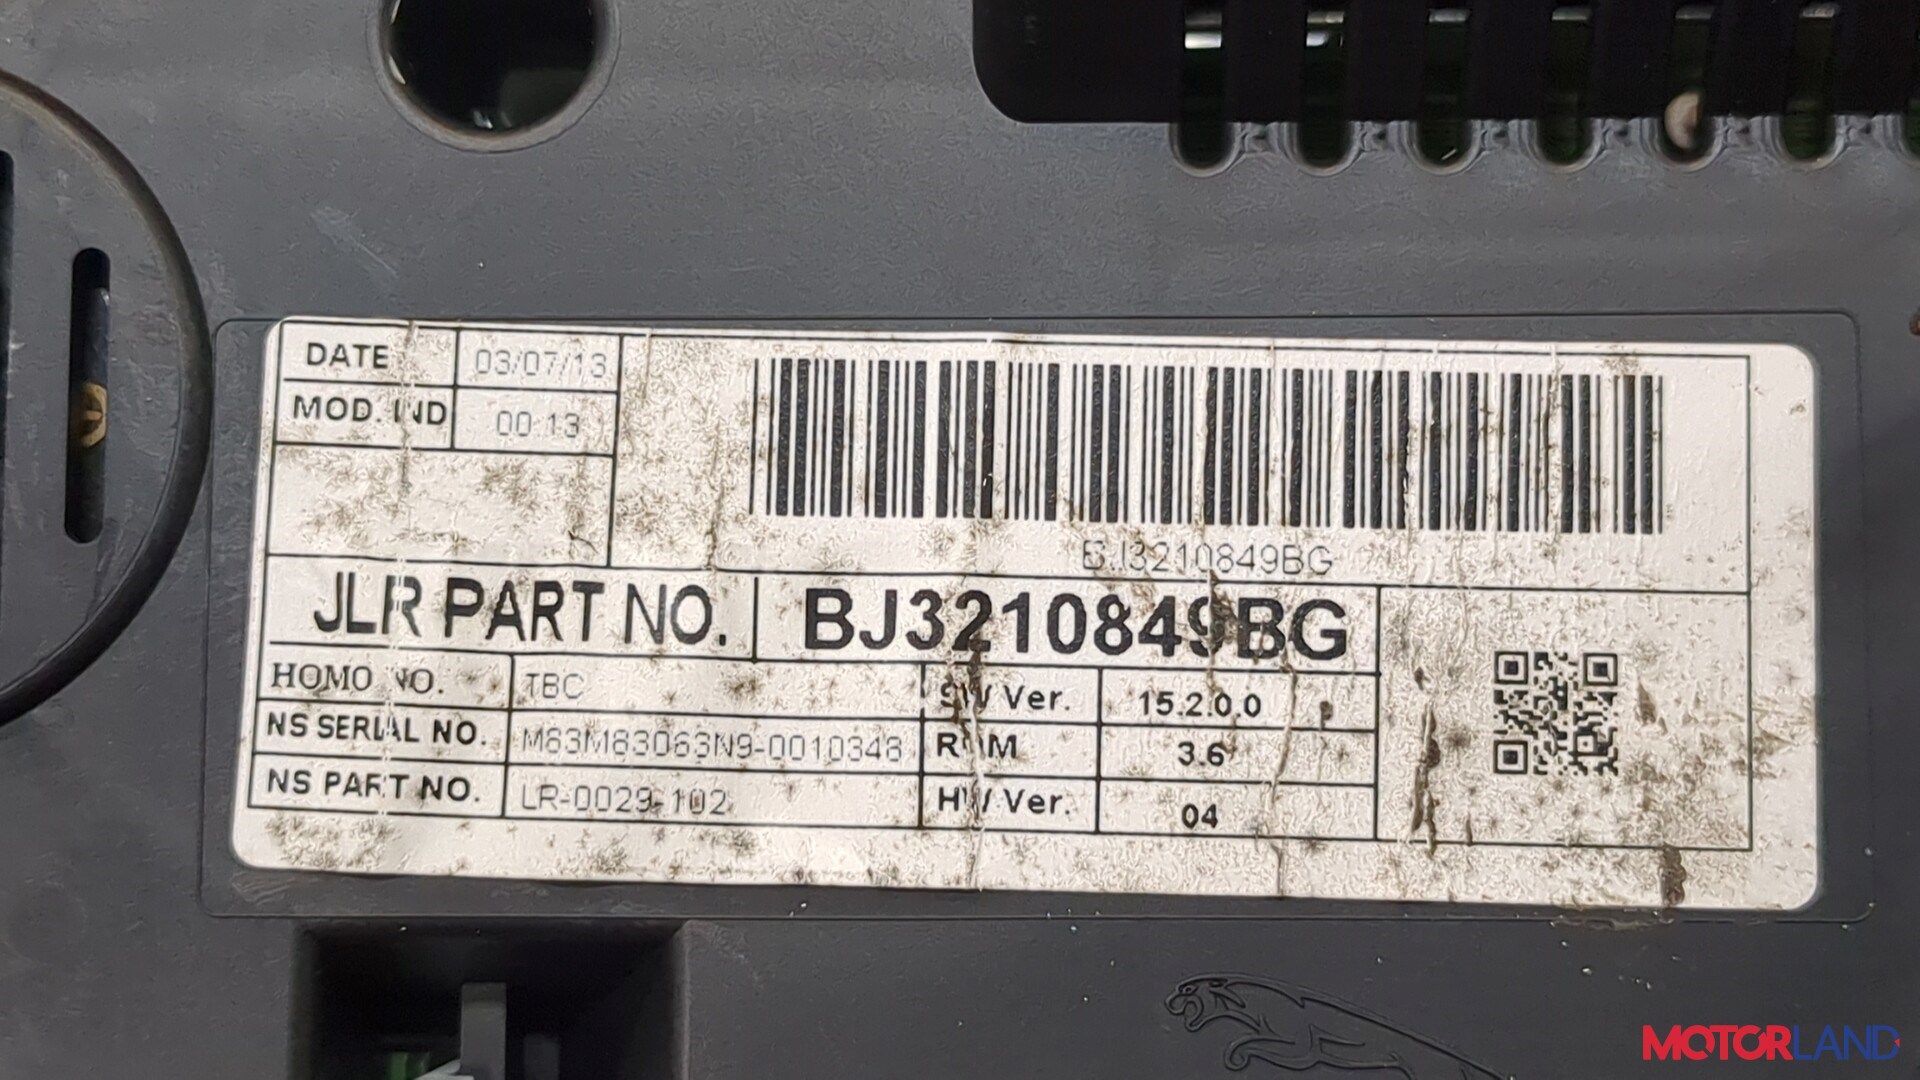 DATE 03/07/13
MOD. IND 00:13
BJ3210849BG
JLR PART NO. BJ3210849BG
HOMO NO. TBC SW Ver. 15.2.0.0
NS SERIAL NO. M83M83063N9-0010348 ROM 3.6
NS PART NO. LR-0029-102 HW Ver. 04
MOTORLAND